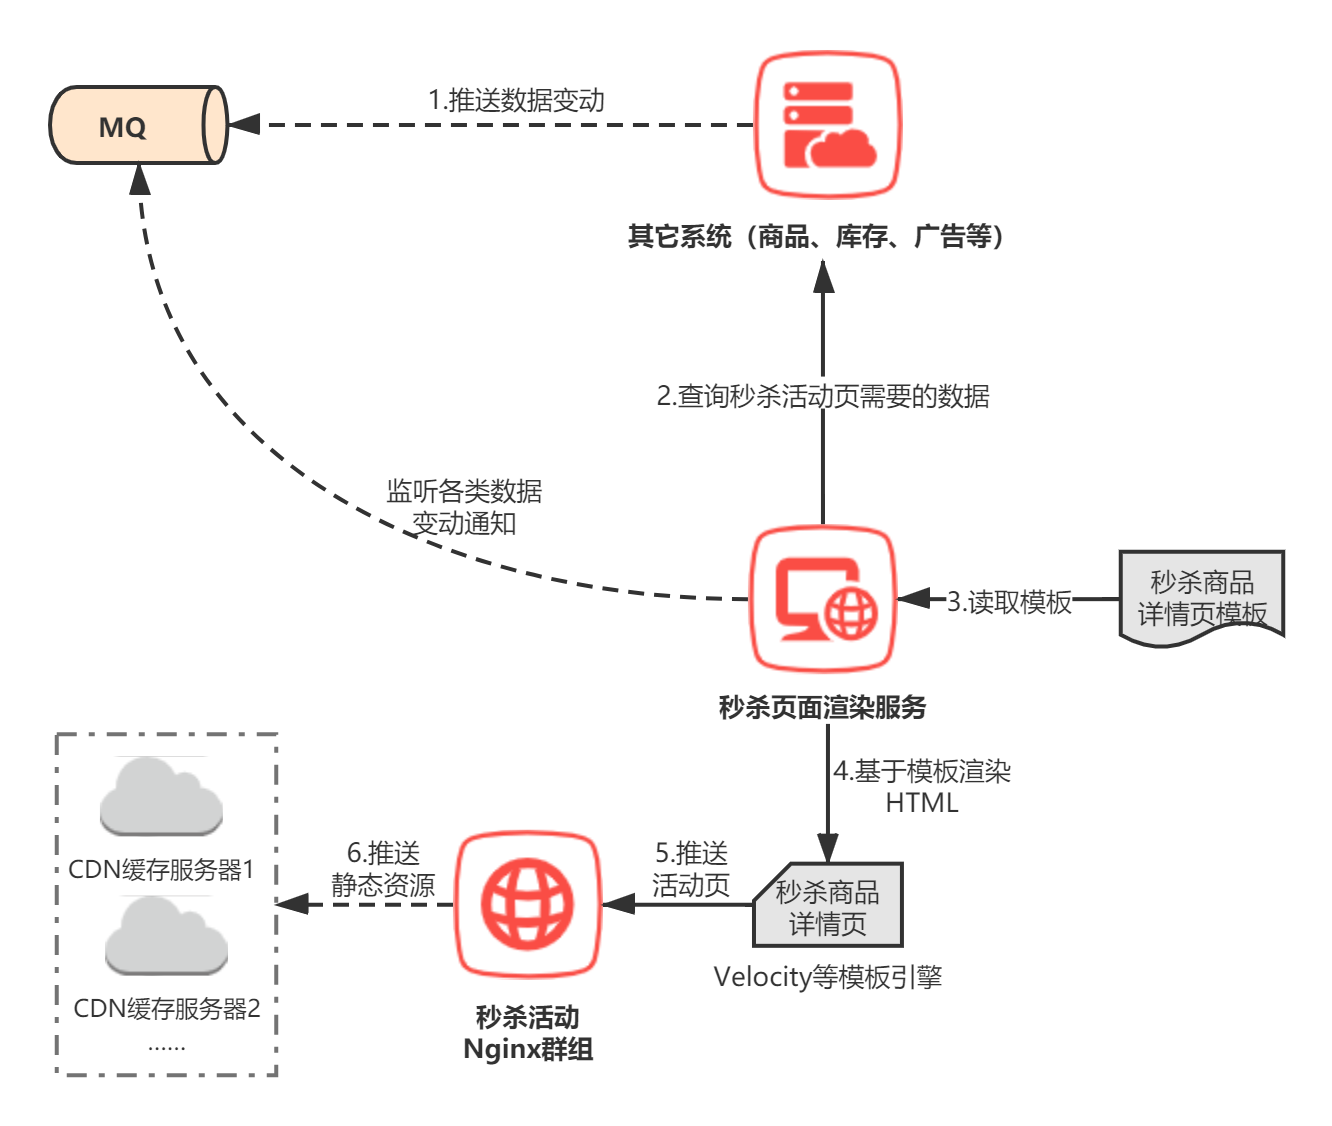 1.推送数据变动
MQ
其它系统（商品、库存、广告等）
2.查询秒杀活动页需要的数据
监听各类数据
变动通知
3.读取模板
秒杀商品
详情页模板
秒杀页面渲染服务
4.基于模板渲染
HTML
CDN缓存服务器1
6.推送
静态资源
5.推送
活动页
秒杀商品
详情页
Velocity等模板引擎
CDN缓存服务器2
......
秒杀活动
Nginx群组